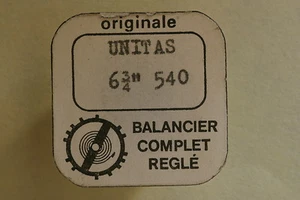 originale
UNITAS
6¾''' 540
BALANCIER
COMPLET
REGLÉ